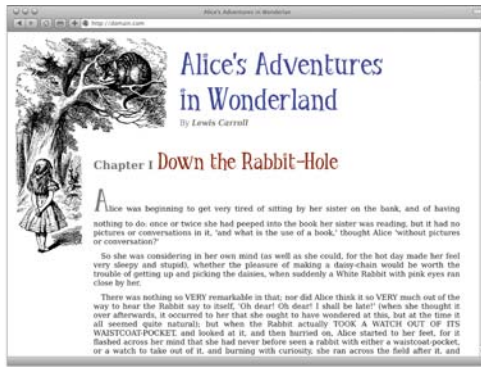 Alice's Adventures in Wonderland
http://domain.com
Alice's Adventures
in Wonderland
By Lewis Carroll
Chapter I Down the Rabbit-Hole
Alice was beginning to get very tired of sitting by her sister on the bank, and of having
nothing to do: once or twice she had peeped into the book her sister was reading, but it had no
pictures or conversations in it, 'and what is the use of a book,' thought Alice 'without pictures
or conversation?'
So she was considering in her own mind (as well as she could, for the hot day made her feel
very sleepy and stupid), whether the pleasure of making a daisy-chain would be worth the
trouble of getting up and picking the daisies, when suddenly a White Rabbit with pink eyes ran
close by her.
There was nothing so VERY remarkable in that; nor did Alice think it so VERY much out of the
way to hear the Rabbit say to itself, 'Oh dear! Oh dear! I shall be late!' (when she thought it
over afterwards, it occurred to her that she ought to have wondered at this, but at the time it
all seemed quite natural); but when the Rabbit actually TOOK A WATCH OUT OF ITS
WAISTCOAT-POCKET, and looked at it, and then hurried on, Alice started to her feet, for it
flashed across her mind that she had never before seen a rabbit with either a waistcoat-pocket,
or a watch to take out of it, and burning with curiosity, she ran across the field after it, and